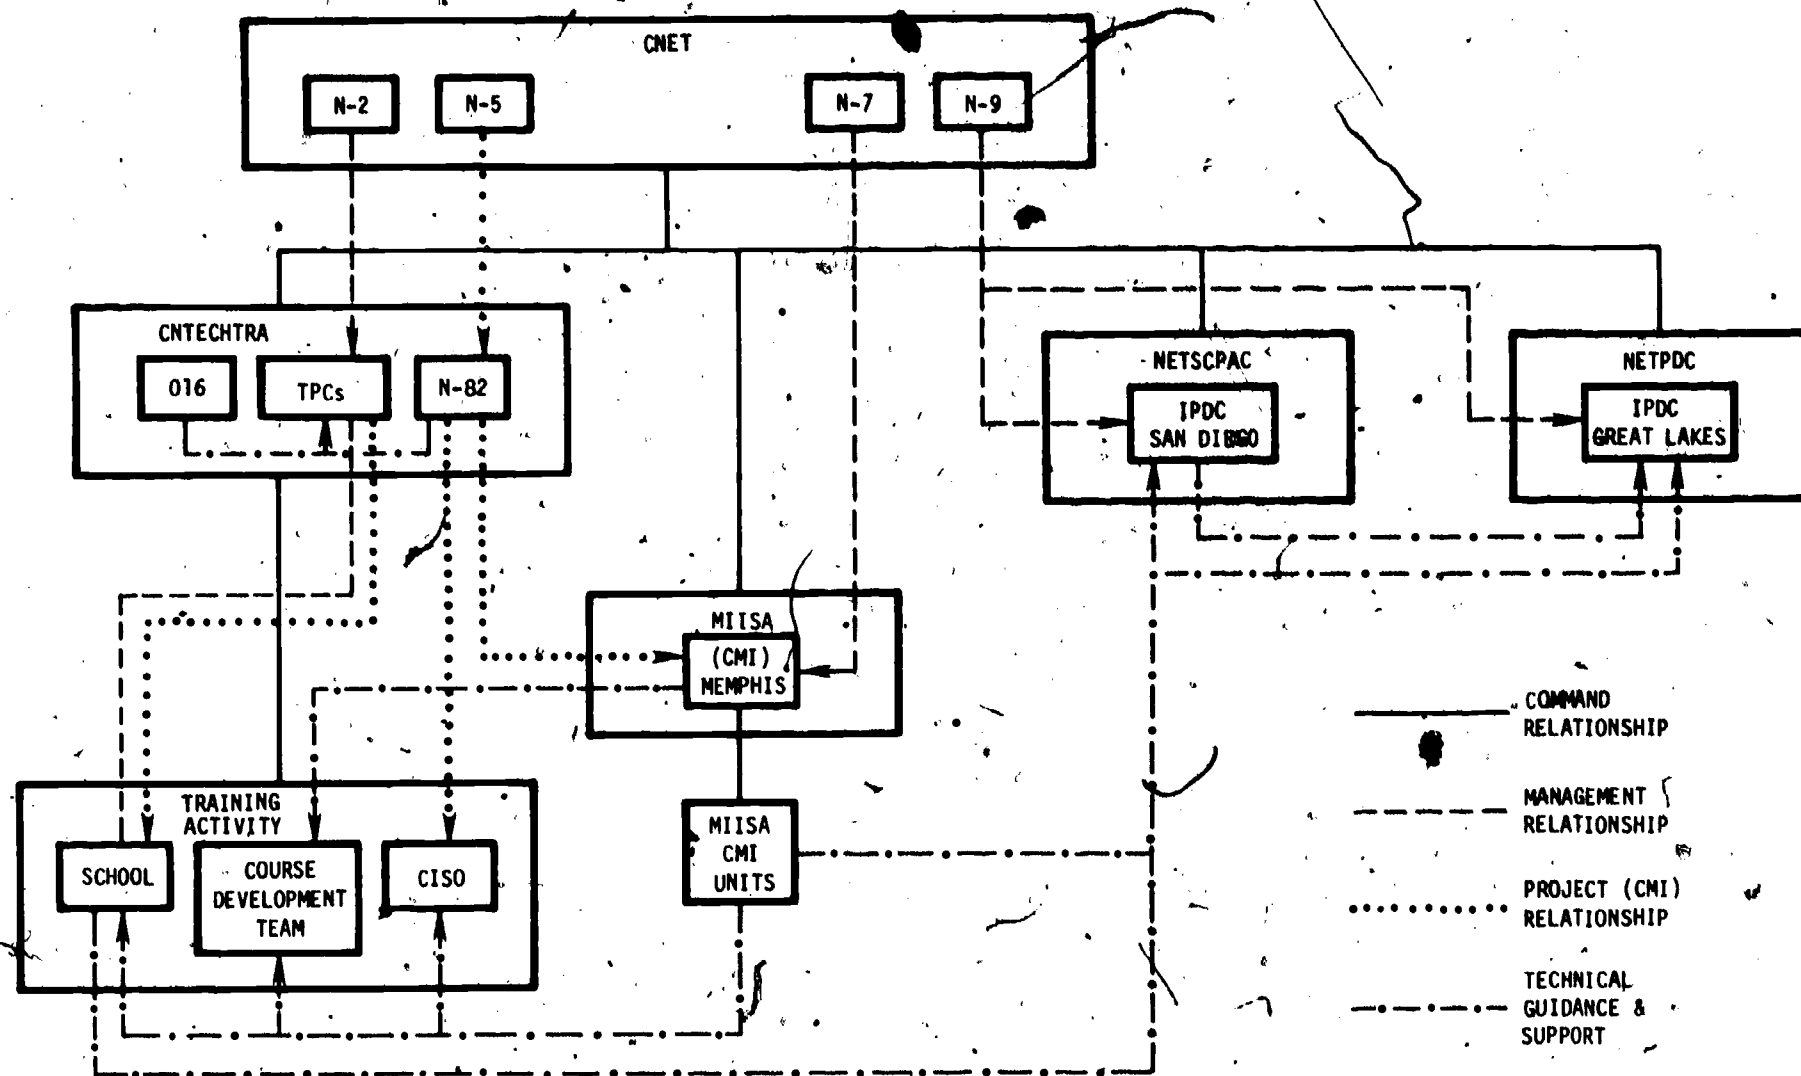 CNET
N-2
N-5
N-7
N-9
CNTECHTRA
016
TPCs
N-82
NETSCPAC
IPDC
SAN DIEGO
NETPDC
IPDC
GREAT LAKES
MIISA
(CMI)
MEMPHIS
TRAINING
ACTIVITY
SCHOOL
COURSE
DEVELOPMENT
TEAM
CISO
MIISA
CMI
UNITS
COMMAND
RELATIONSHIP
MANAGEMENT
RELATIONSHIP
PROJECT (CMI)
RELATIONSHIP
TECHNICAL
GUIDANCE &
SUPPORT